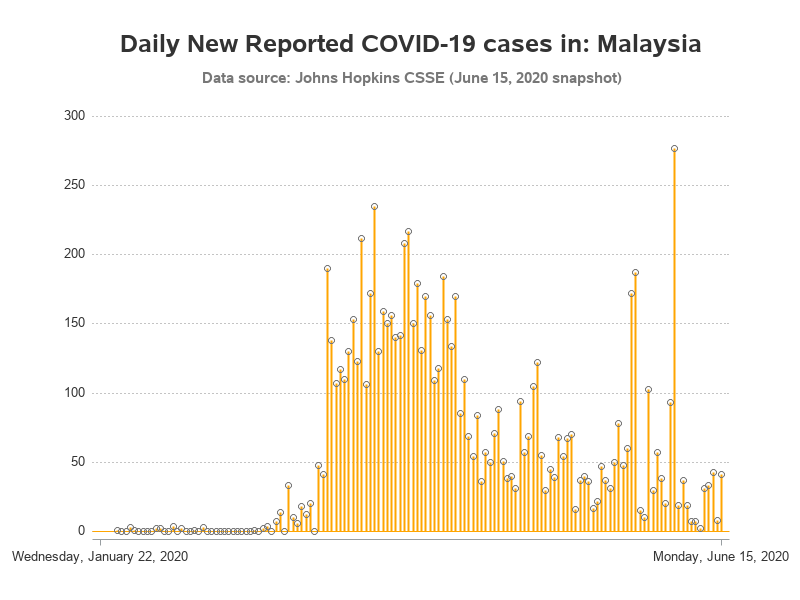 Daily New Reported COVID-19 cases in: Malaysia
Data source: Johns Hopkins CSSE (June 15, 2020 snapshot)
300
250
200
150
100
50
0
Wednesday, January 22, 2020
Monday, June 15, 2020